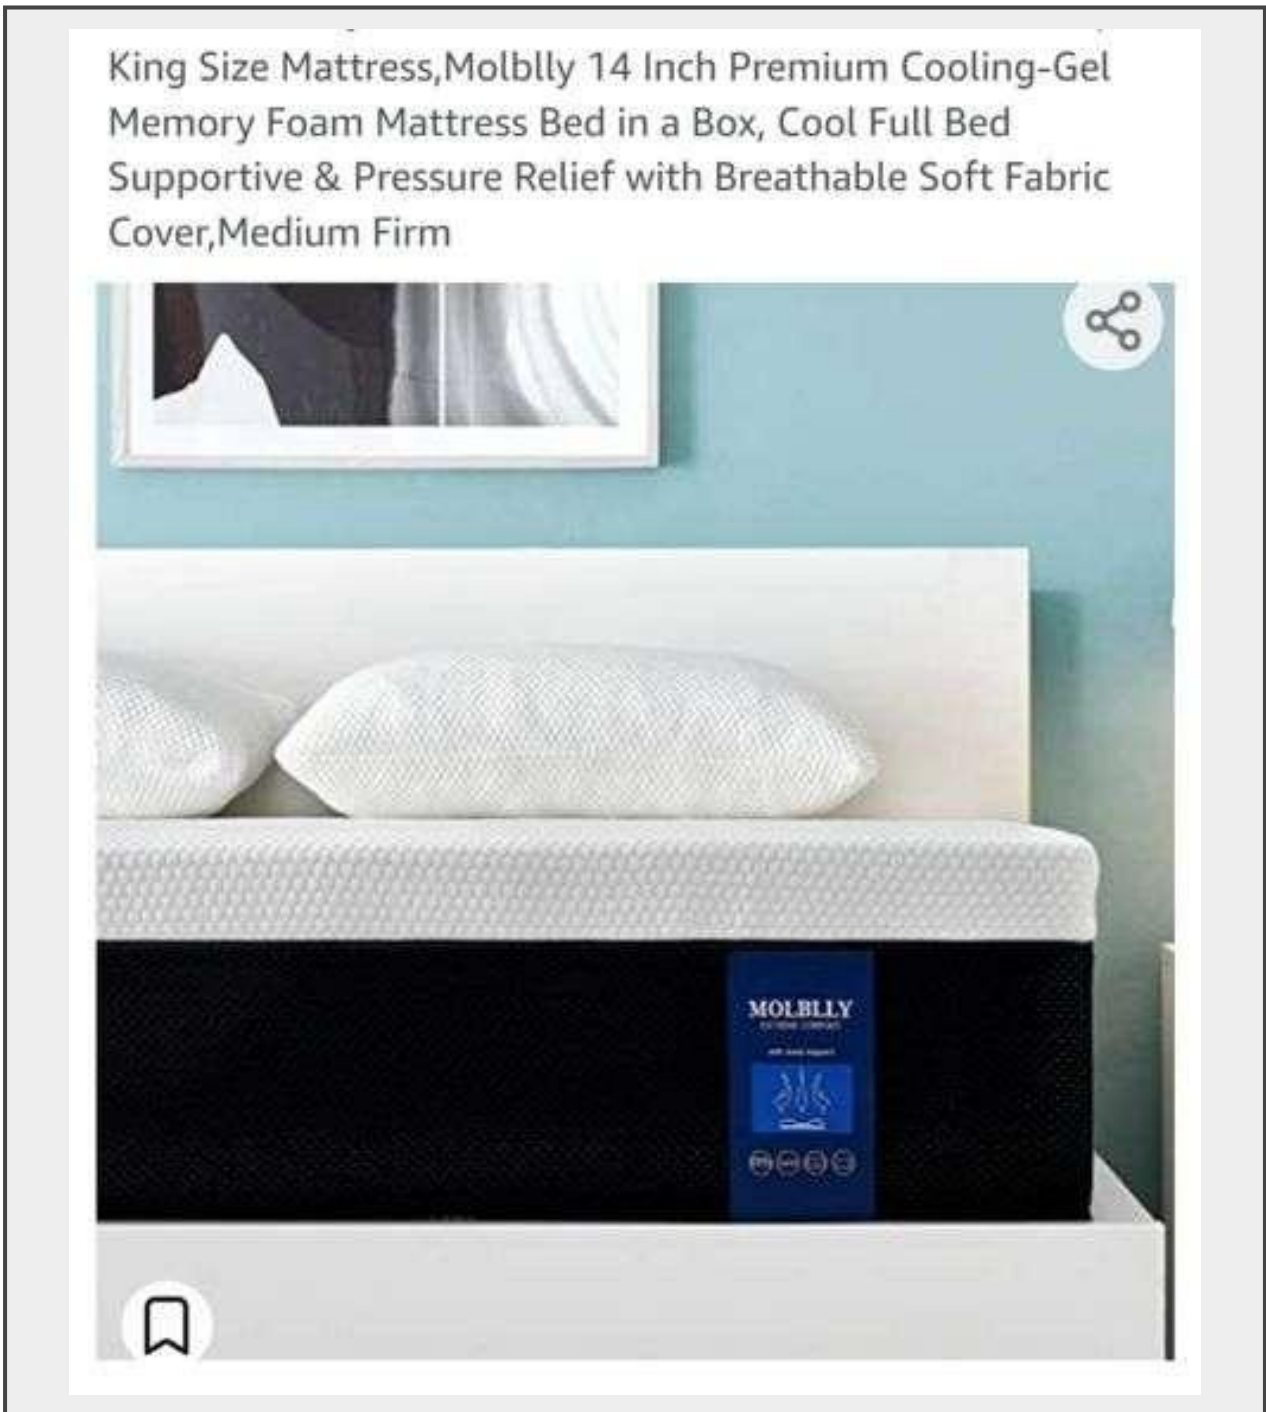 King Size Mattress,Molblly 14 Inch Premium Cooling-Gel
Memory Foam Mattress Bed in a Box, Cool Full Bed
Supportive & Pressure Relief with Breathable Soft Fabric
Cover,Medium Firm
MOLBLLY